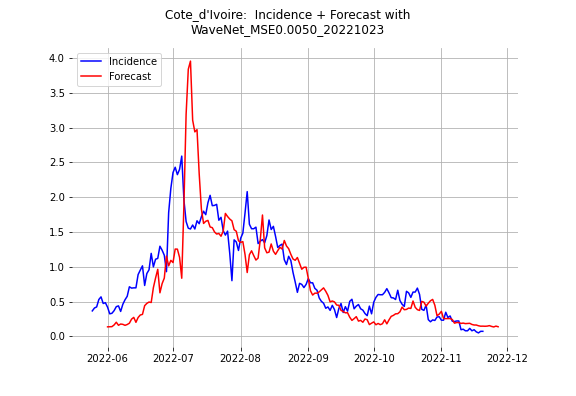 Cote_d'Ivoire:  Incidence + Forecast with
WaveNet_MSE0.0050_20221023
Incidence
Forecast
4.0
3.5
3.0
2.5
2.0
1.5
1.0
0.5
0.0
2022-06 2022-07 2022-08 2022-09 2022-10 2022-11 2022-12